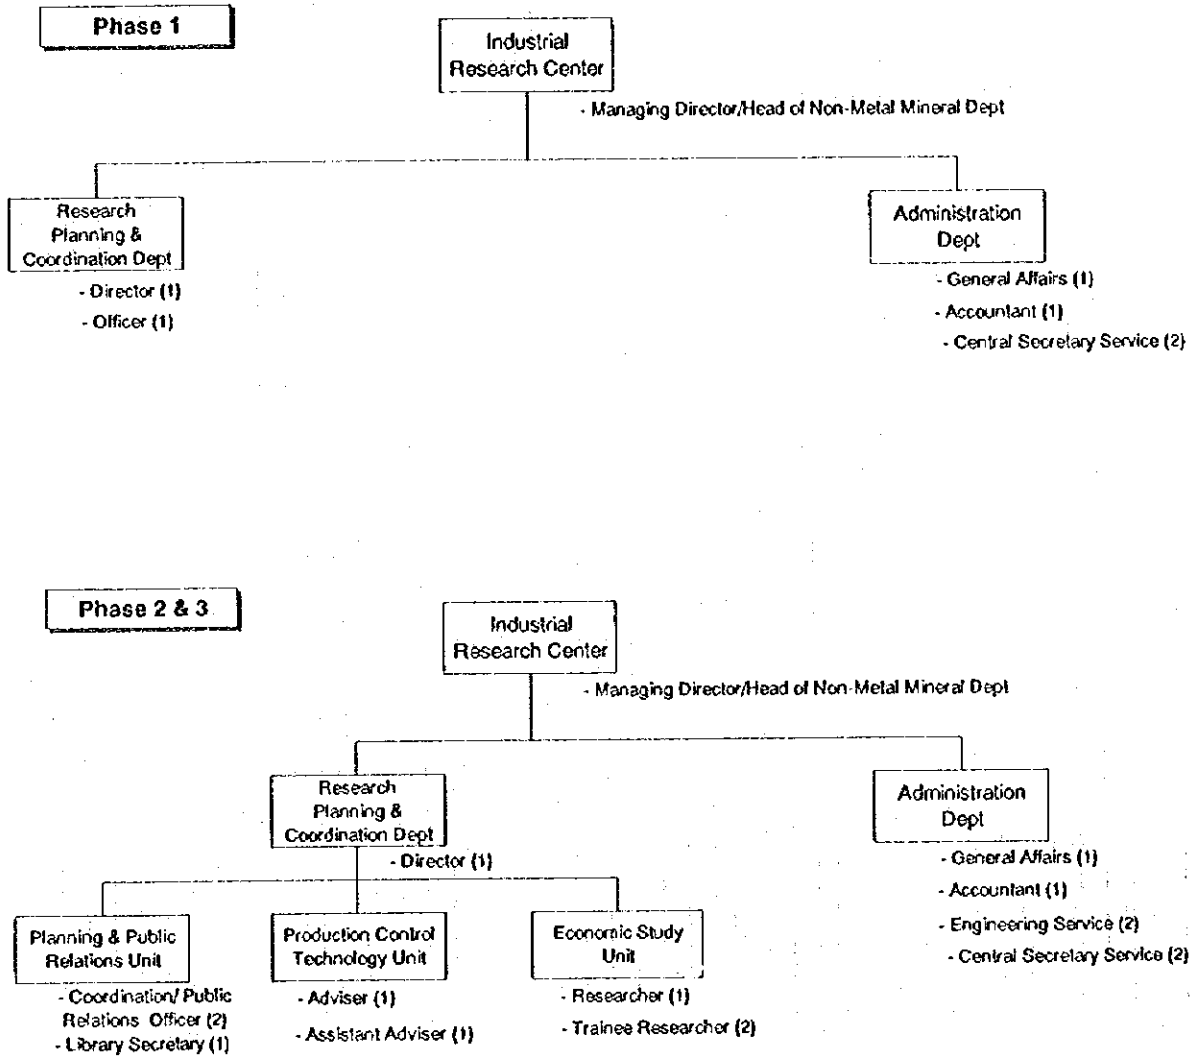 Phase 1
Industrial
Research Center
- Managing Director/Head of Non-Metal Mineral Dept
Research
Planning &
Coordination Dept
- Director (1)
- Officer (1)
Administration
Dept
- General Affairs (1)
- Accountant (1)
- Central Secretary Service (2)
Phase 2 & 3
Industrial
Research Center
- Managing Director/Head of Non-Metal Mineral Dept
Research
Planning &
Coordination Dept
- Director (1)
Administration
Dept
- General Affairs (1)
- Accountant (1)
- Engineering Service (2)
- Central Secretary Service (2)
Planning & Public
Relations Unit
- Coordination/ Public
Relations Officer (2)
- Library Secretary (1)
Production Control
Technology Unit
- Adviser (1)
- Assistant Adviser (1)
Economic Study
Unit
- Researcher (1)
- Trainee Researcher (2)